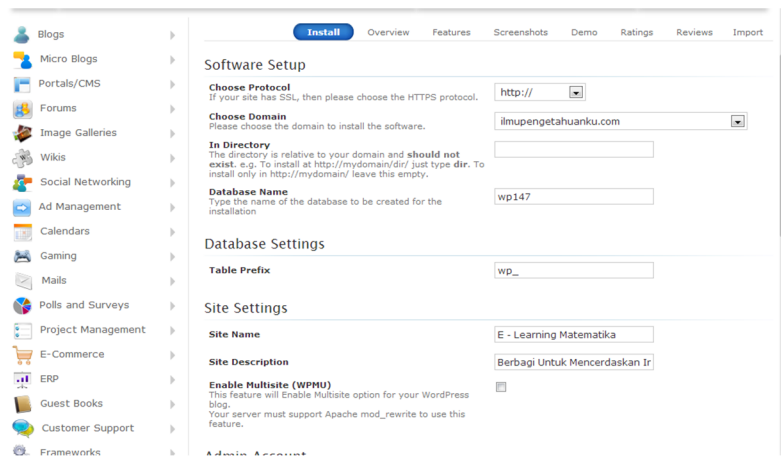 Blogs
Micro Blogs
Portals/CMS
Forums
Image Galleries
Wikis
Social Networking
Ad Management
Calendars
Gaming
Mails
Polls and Surveys
Project Management
E-Commerce
ERP
Guest Books
Customer Support
Frameworks
Install Overview Features Screenshots Demo Ratings Reviews Import
Software Setup
Choose Protocol
If your site has SSL, then please choose the HTTPS protocol.
http://
Choose Domain
Please choose the domain to install the software.
ilmupengetahuanku.com
In Directory
The directory is relative to your domain and should not
exist. e.g. To install at http://mydomain/dir/ just type dir. To
install only in http://mydomain/ leave this empty.
Database Name
Type the name of the database to be created for the
installation
wp147
Database Settings
Table Prefix
wp_
Site Settings
Site Name
E - Learning Matematika
Site Description
Berbagi Untuk Mencerdaskan Ir
Enable Multisite (WPMU)
This feature will Enable Multisite option for your WordPress
blog.
Your server must support Apache mod_rewrite to use this
feature.
Admin Account